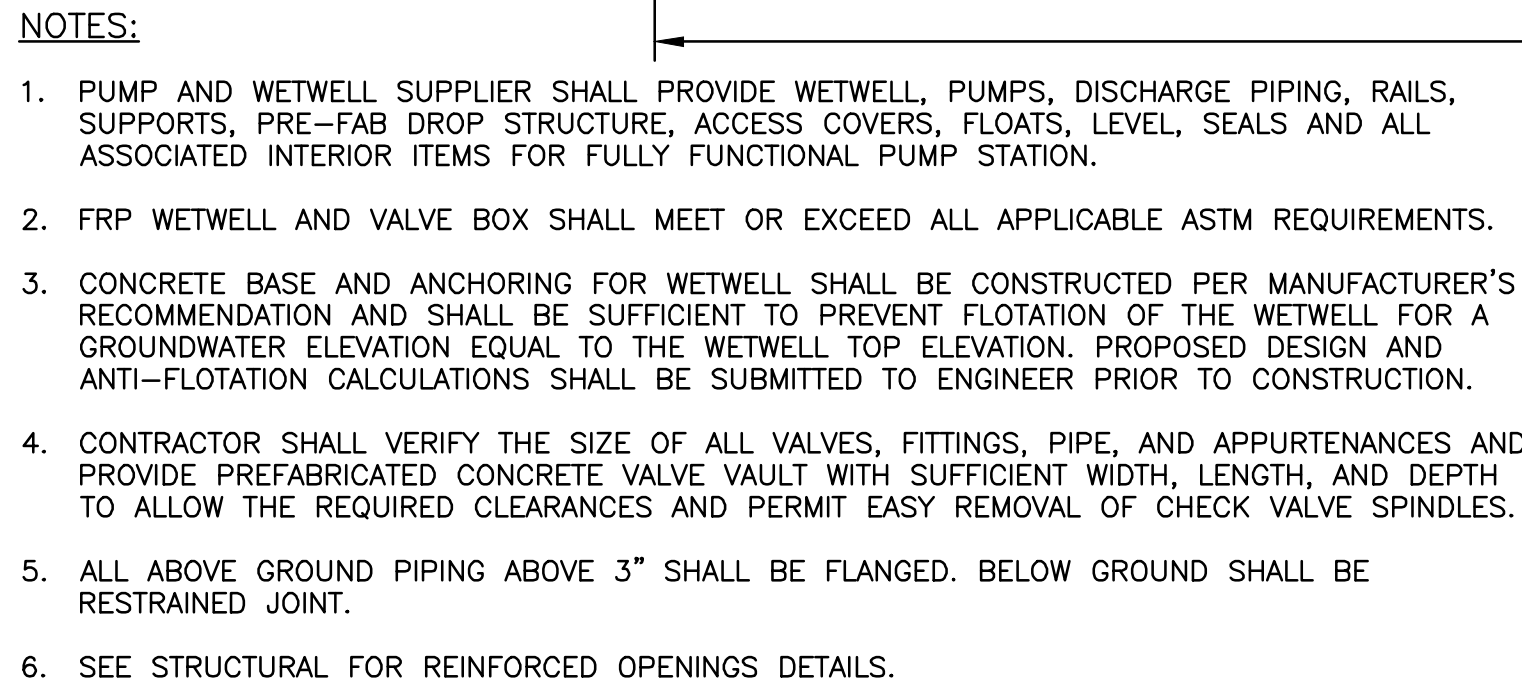 NOTES:
1. PUMP AND WETWELL SUPPLIER SHALL PROVIDE WETWELL, PUMPS, DISCHARGE PIPING, RAILS,
SUPPORTS, PRE–FAB DROP STRUCTURE, ACCESS COVERS, FLOATS, LEVEL, SEALS AND ALL
ASSOCIATED INTERIOR ITEMS FOR FULLY FUNCTIONAL PUMP STATION.
2. FRP WETWELL AND VALVE BOX SHALL MEET OR EXCEED ALL APPLICABLE ASTM REQUIREMENTS.
3. CONCRETE BASE AND ANCHORING FOR WETWELL SHALL BE CONSTRUCTED PER MANUFACTURER'S
RECOMMENDATION AND SHALL BE SUFFICIENT TO PREVENT FLOTATION OF THE WETWELL FOR A
GROUNDWATER ELEVATION EQUAL TO THE WETWELL TOP ELEVATION. PROPOSED DESIGN AND
ANTI–FLOTATION CALCULATIONS SHALL BE SUBMITTED TO ENGINEER PRIOR TO CONSTRUCTION.
4. CONTRACTOR SHALL VERIFY THE SIZE OF ALL VALVES, FITTINGS, PIPE, AND APPURTENANCES AND
PROVIDE PREFABRICATED CONCRETE VALVE VAULT WITH SUFFICIENT WIDTH, LENGTH, AND DEPTH
TO ALLOW THE REQUIRED CLEARANCES AND PERMIT EASY REMOVAL OF CHECK VALVE SPINDLES.
5. ALL ABOVE GROUND PIPING ABOVE 3" SHALL BE FLANGED. BELOW GROUND SHALL BE
RESTRAINED JOINT.
6. SEE STRUCTURAL FOR REINFORCED OPENINGS DETAILS.